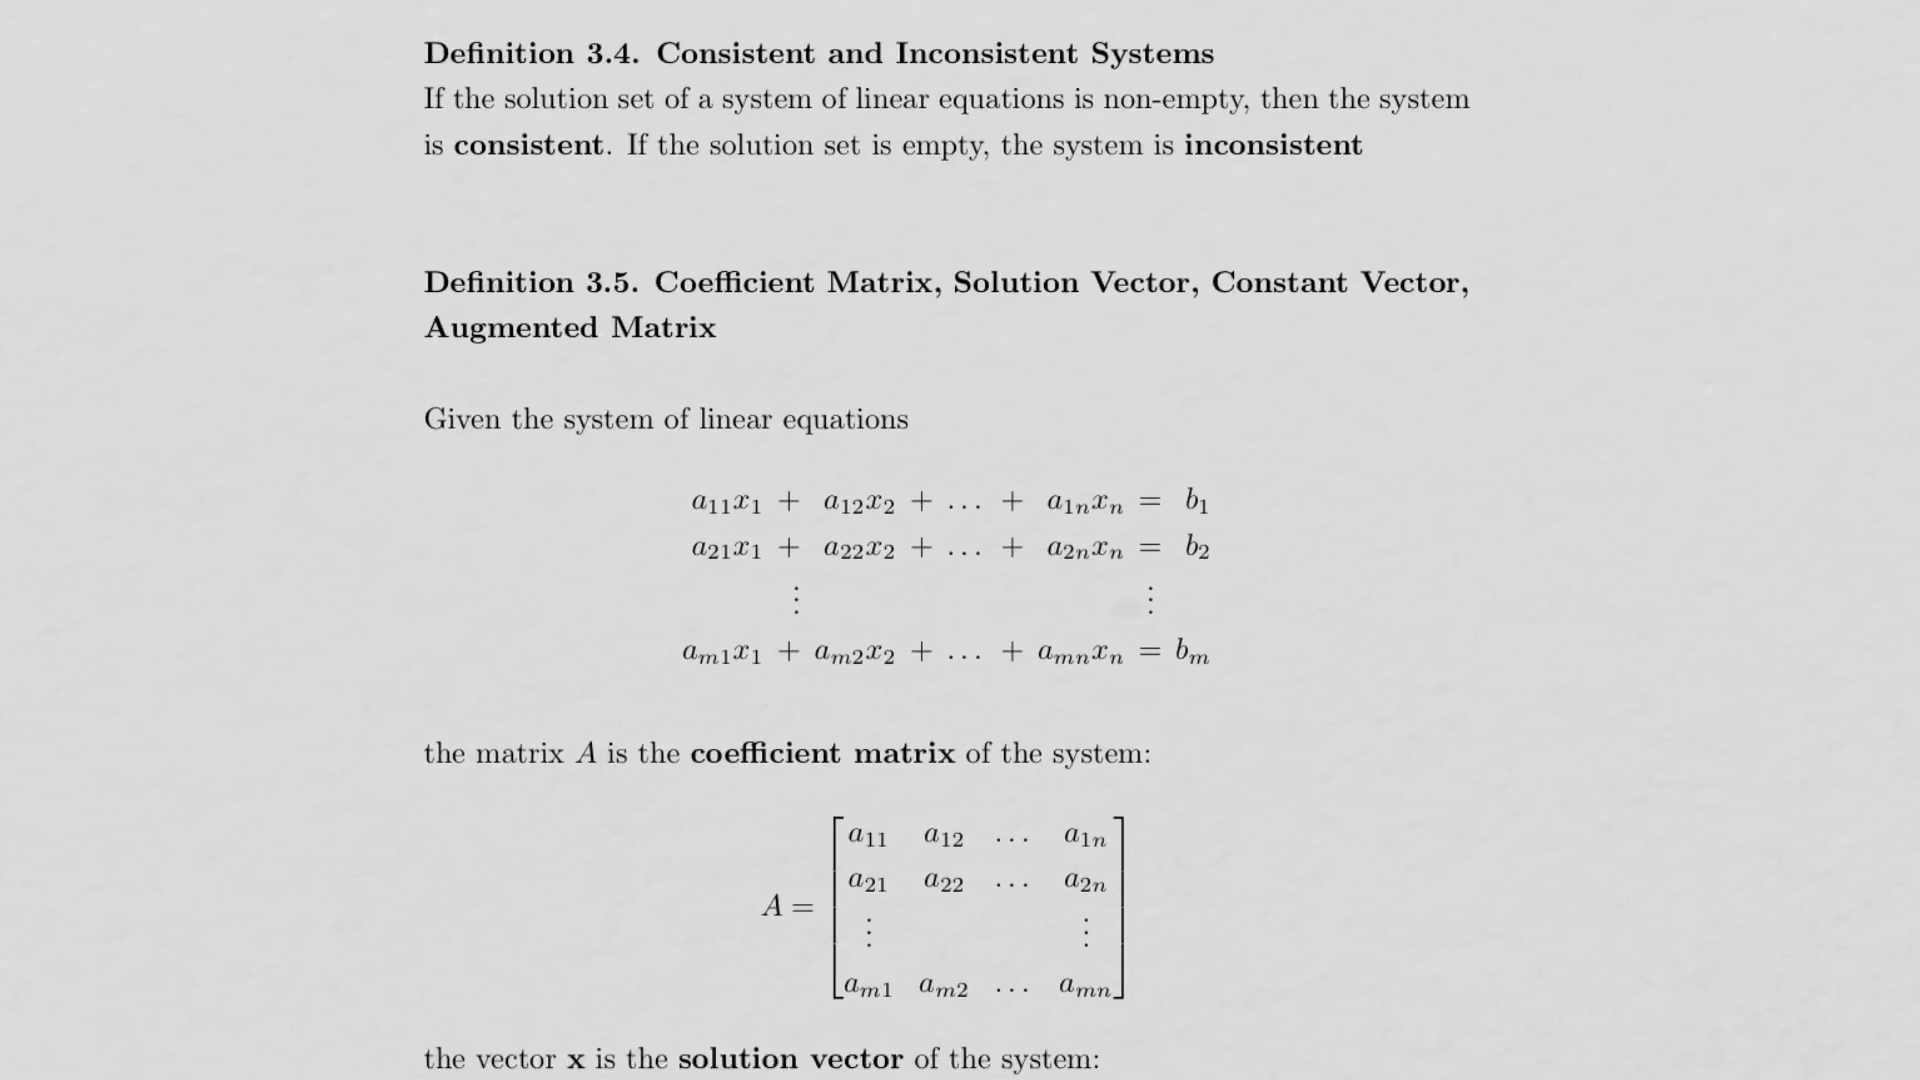 Definition 3.4. Consistent and Inconsistent Systems
If the solution set of a system of linear equations is non-empty, then the system
is consistent. If the solution set is empty, the system is inconsistent
Definition 3.5. Coefficient Matrix, Solution Vector, Constant Vector,
Augmented Matrix
Given the system of linear equations
a₁₁x₁ + a₁₂x₂ + ... + a₁ₙxₙ = b₁
a₂₁x₁ + a₂₂x₂ + ... + a₂ₙxₙ = b₂
⋮ ⋮
aₘ₁x₁ + aₘ₂x₂ + ... + aₘₙxₙ = bₘ
the matrix A is the coefficient matrix of the system:
a₁₁ a₁₂ ... a₁ₙ
a₂₁ a₂₂ ... a₂ₙ
A =
⋮ ⋮
aₘ₁ aₘ₂ ... aₘₙ
the vector x is the solution vector of the system: